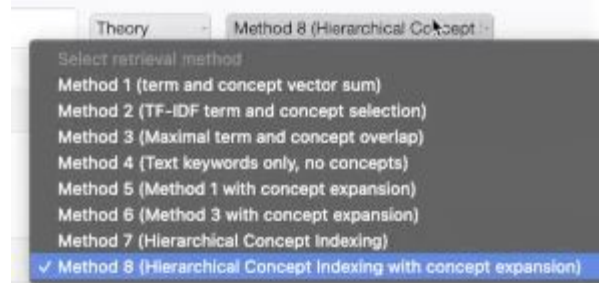 Theory Method 8 (Hierarchical Concept
Select retrieval method
Method 1 (term and concept vector sum)
Method 2 (TF-IDF term and concept selection)
Method 3 (Maximal term and concept overlap)
Method 4 (Text keywords only, no concepts)
Method 5 (Method 1 with concept expansion)
Method 6 (Method 3 with concept expansion)
Method 7 (Hierarchical Concept Indexing)
✓ Method 8 (Hierarchical Concept Indexing with concept expansion)